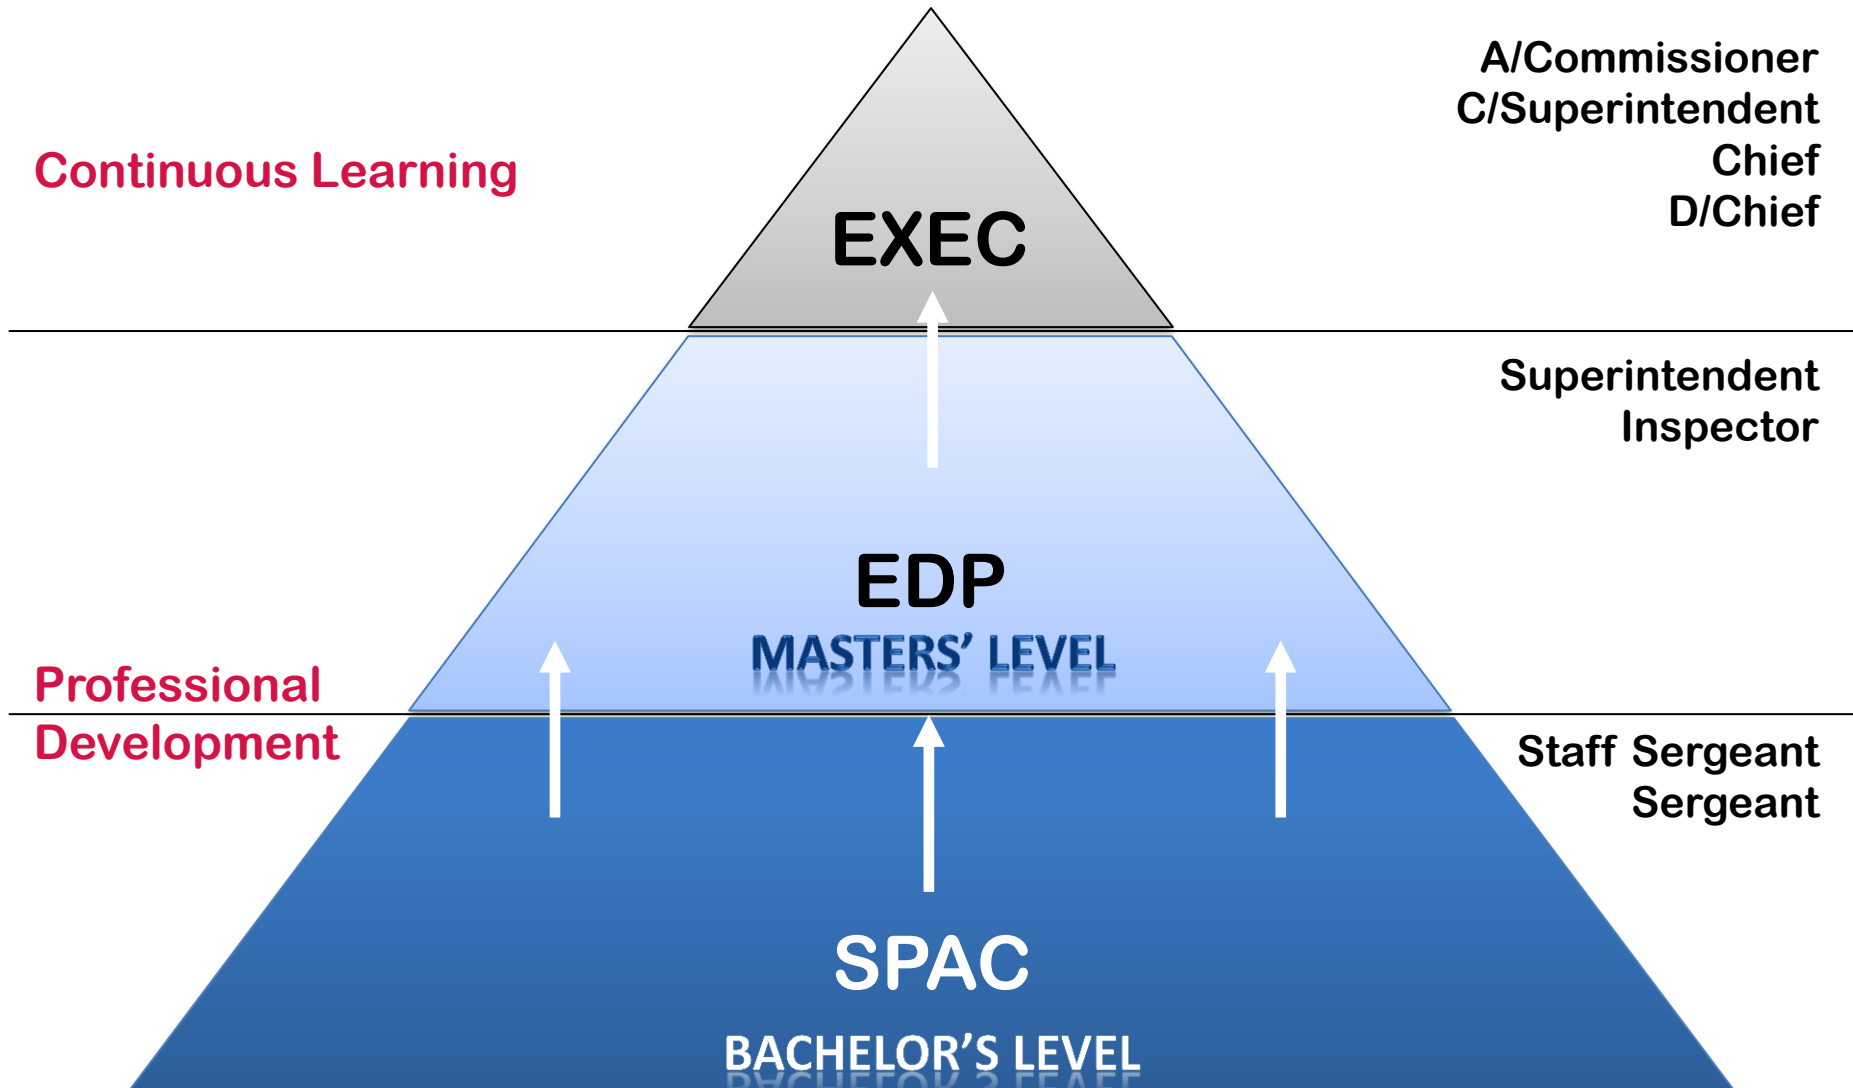 A/Commissioner
C/Superintendent
Chief
D/Chief
Continuous Learning
EXEC
Superintendent
Inspector
EDP
MASTERS’ LEVEL
Professional
Development
Staff Sergeant
Sergeant
SPAC
BACHELOR’S LEVEL